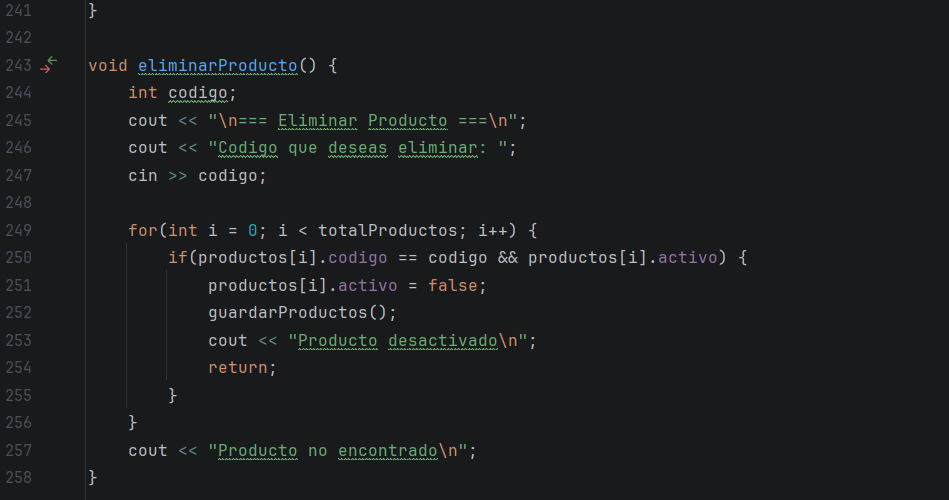 241 }
242
243 void eliminarProducto() {
244     int codigo;
245     cout << "\n=== Eliminar Producto ===\n";
246     cout << "Codigo que deseas eliminar: ";
247     cin >> codigo;
248
249     for(int i = 0; i < totalProductos; i++) {
250         if(productos[i].codigo == codigo && productos[i].activo) {
251             productos[i].activo = false;
252             guardarProductos();
253             cout << "Producto desactivado\n";
254             return;
255         }
256     }
257     cout << "Producto no encontrado\n";
258 }